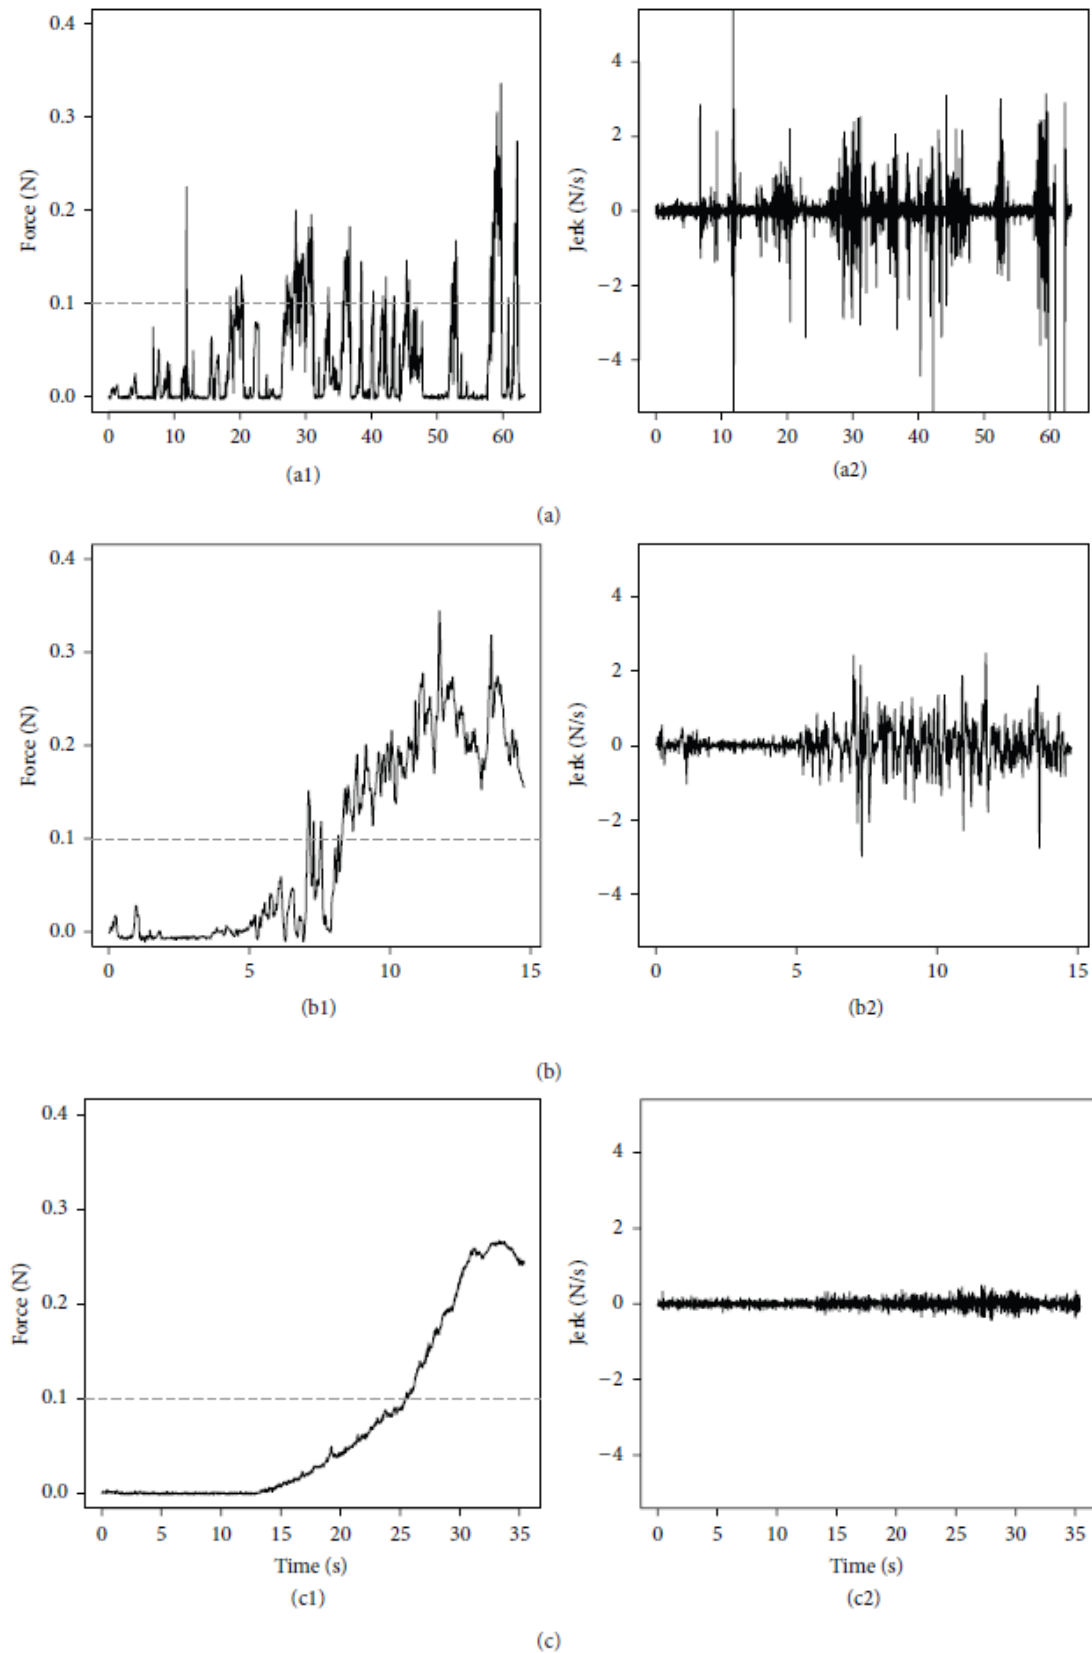 0.4
0.3
0.2
0.1
0.0
Force (N)
0 10 20 30 40 50 60
(a1)
4
2
0
−2
−4
Jerk (N/s)
0 10 20 30 40 50 60
(a2)
(a)
0.4
0.3
0.2
0.1
0.0
Force (N)
0 5 10 15
(b1)
4
2
0
−2
−4
Jerk (N/s)
0 5 10 15
(b2)
(b)
0.4
0.3
0.2
0.1
0.0
Force (N)
0 5 10 15 20 25 30 35
Time (s)
(c1)
4
2
0
−2
−4
Jerk (N/s)
0 5 10 15 20 25 30 35
Time (s)
(c2)
(c)